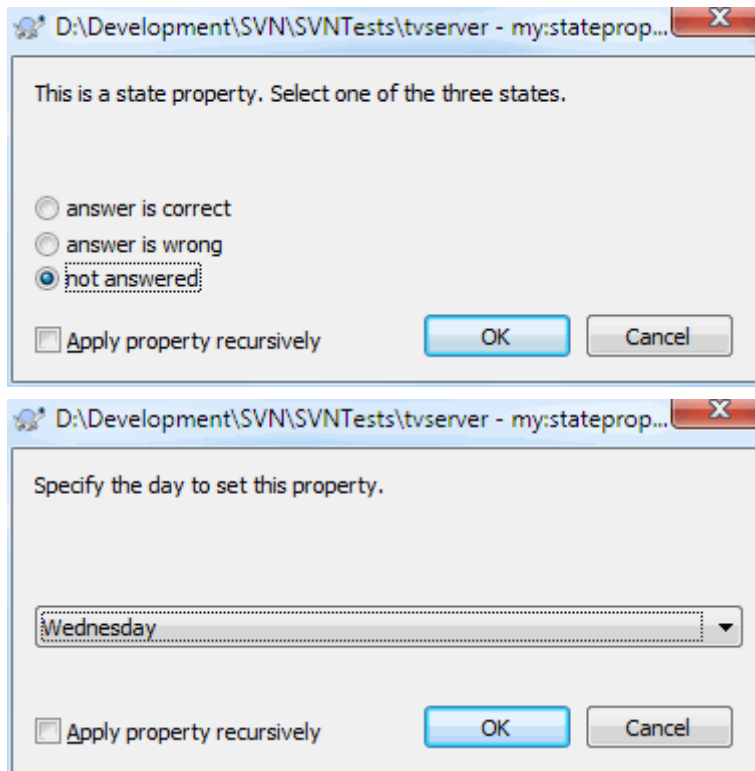 D:\Development\SVN\SVNTests\tvserver - my:stateprop...
This is a state property. Select one of the three states.
answer is correct
answer is wrong
not answered
Apply property recursively OK Cancel
D:\Development\SVN\SVNTests\tvserver - my:stateprop...
Specify the day to set this property.
Wednesday
Apply property recursively OK Cancel